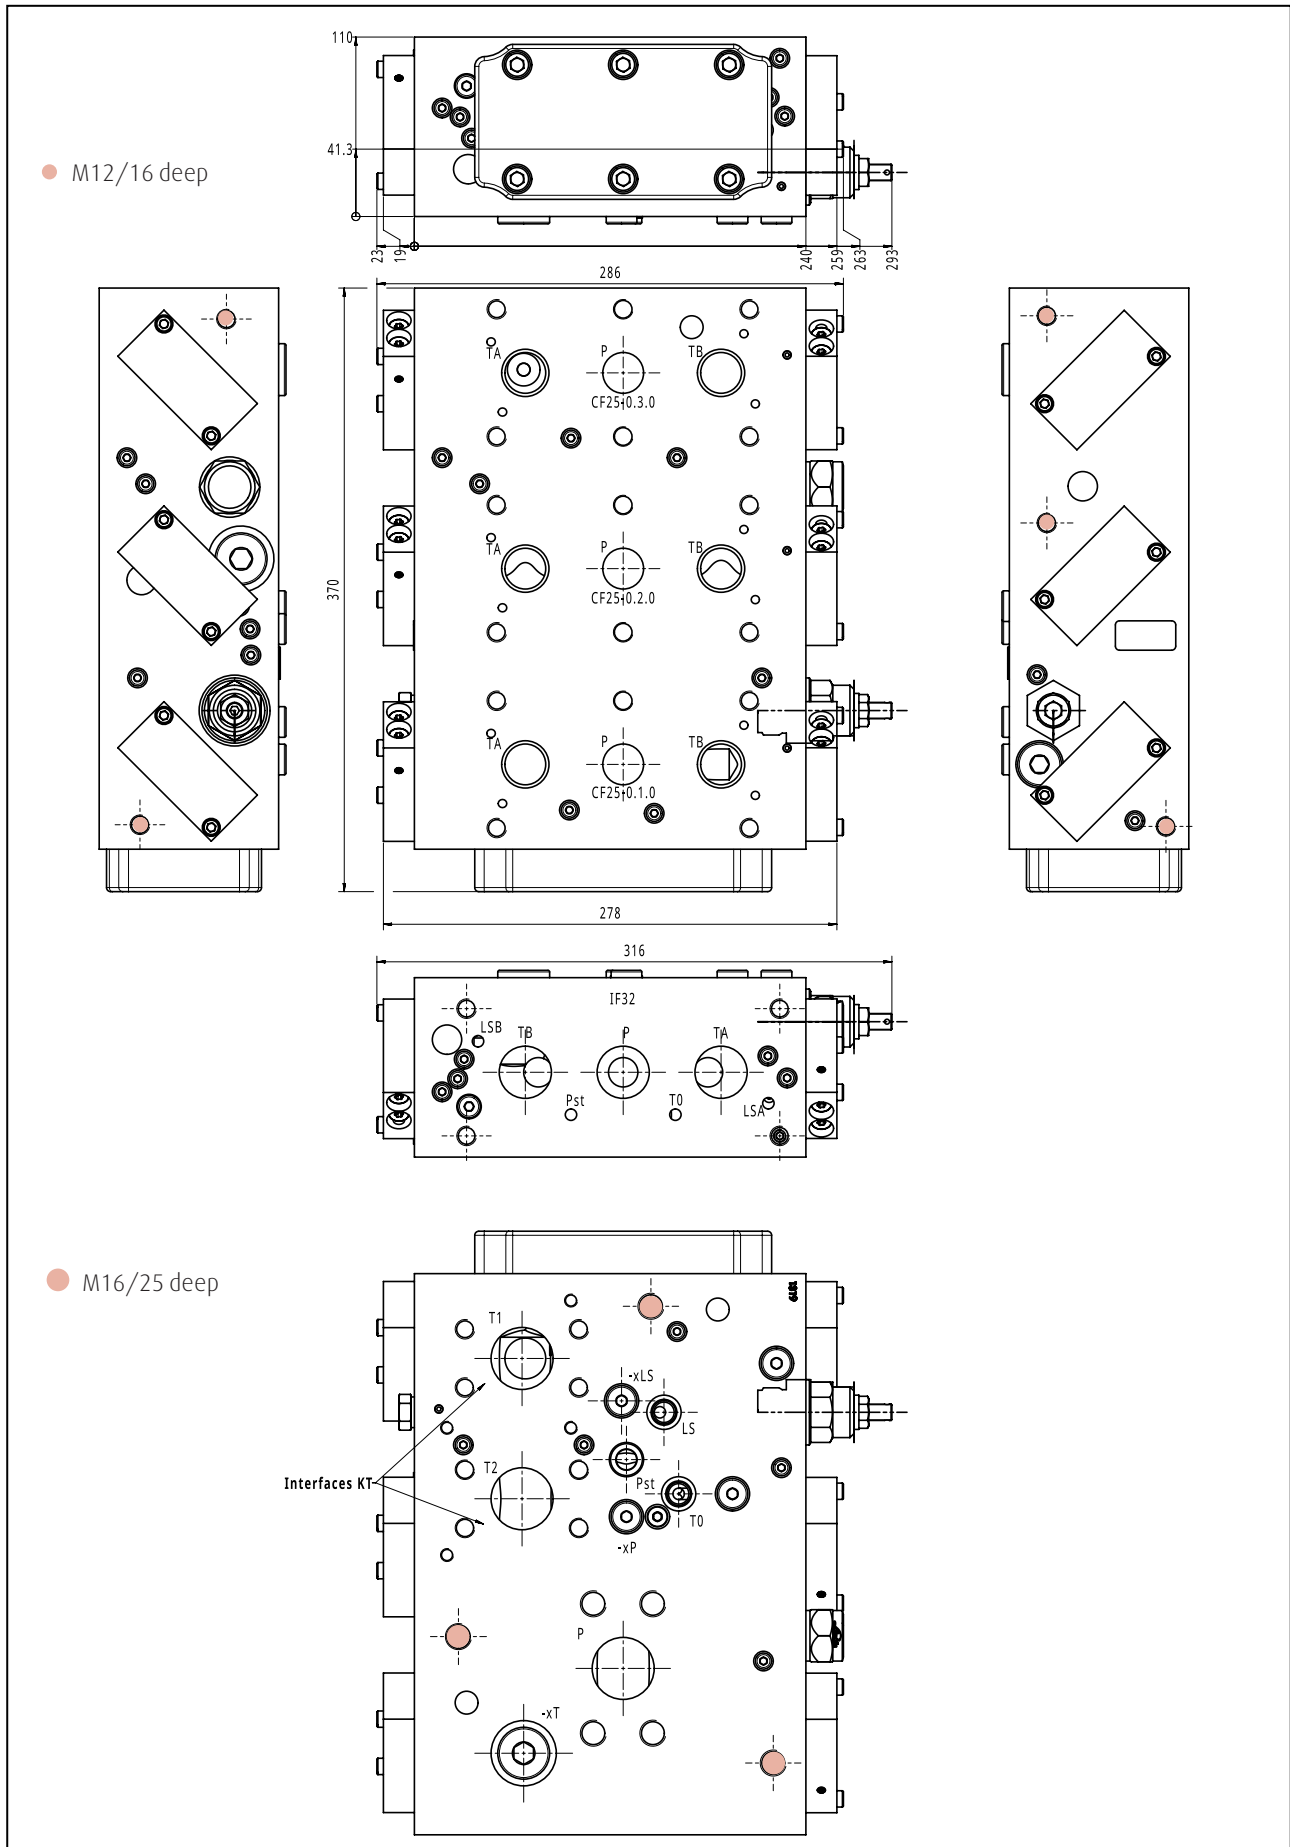 110
M12/16 deep
41.3
23
19
240
259
263
293
286
TA
P
TB
CF25-0.3.0
370
TA
P
TB
CF25-0.2.0
TA
P
TB
CF25-0.1.0
278
316
IF32
LSB
TB
P
TA
Pst
T0
LSA
M16/25 deep
T1
-xLS
LS
Interfaces KT
T2
Pst
T0
-xP
P
-xT